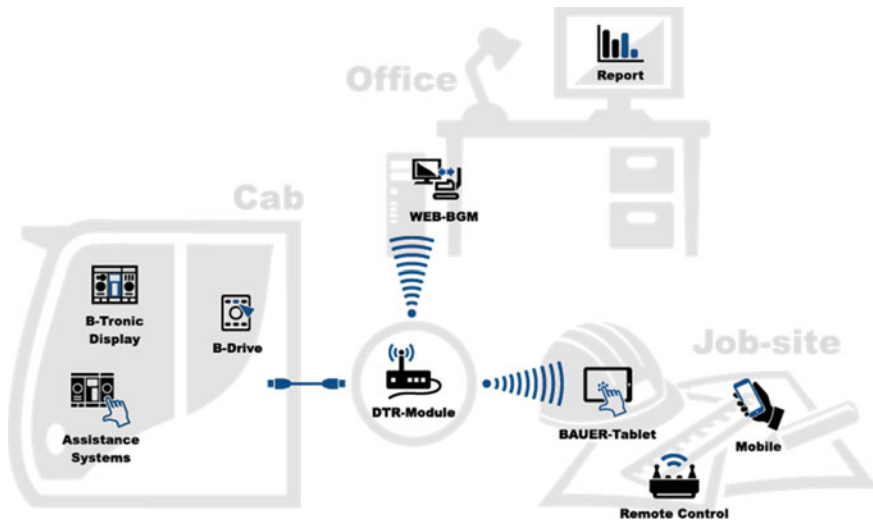 Office
Report
WEB-BGM
Cab
B-Tronic
Display
B-Drive
Assistance
Systems
DTR-Module
Job-site
BAUER-Tablet
Mobile
Remote Control